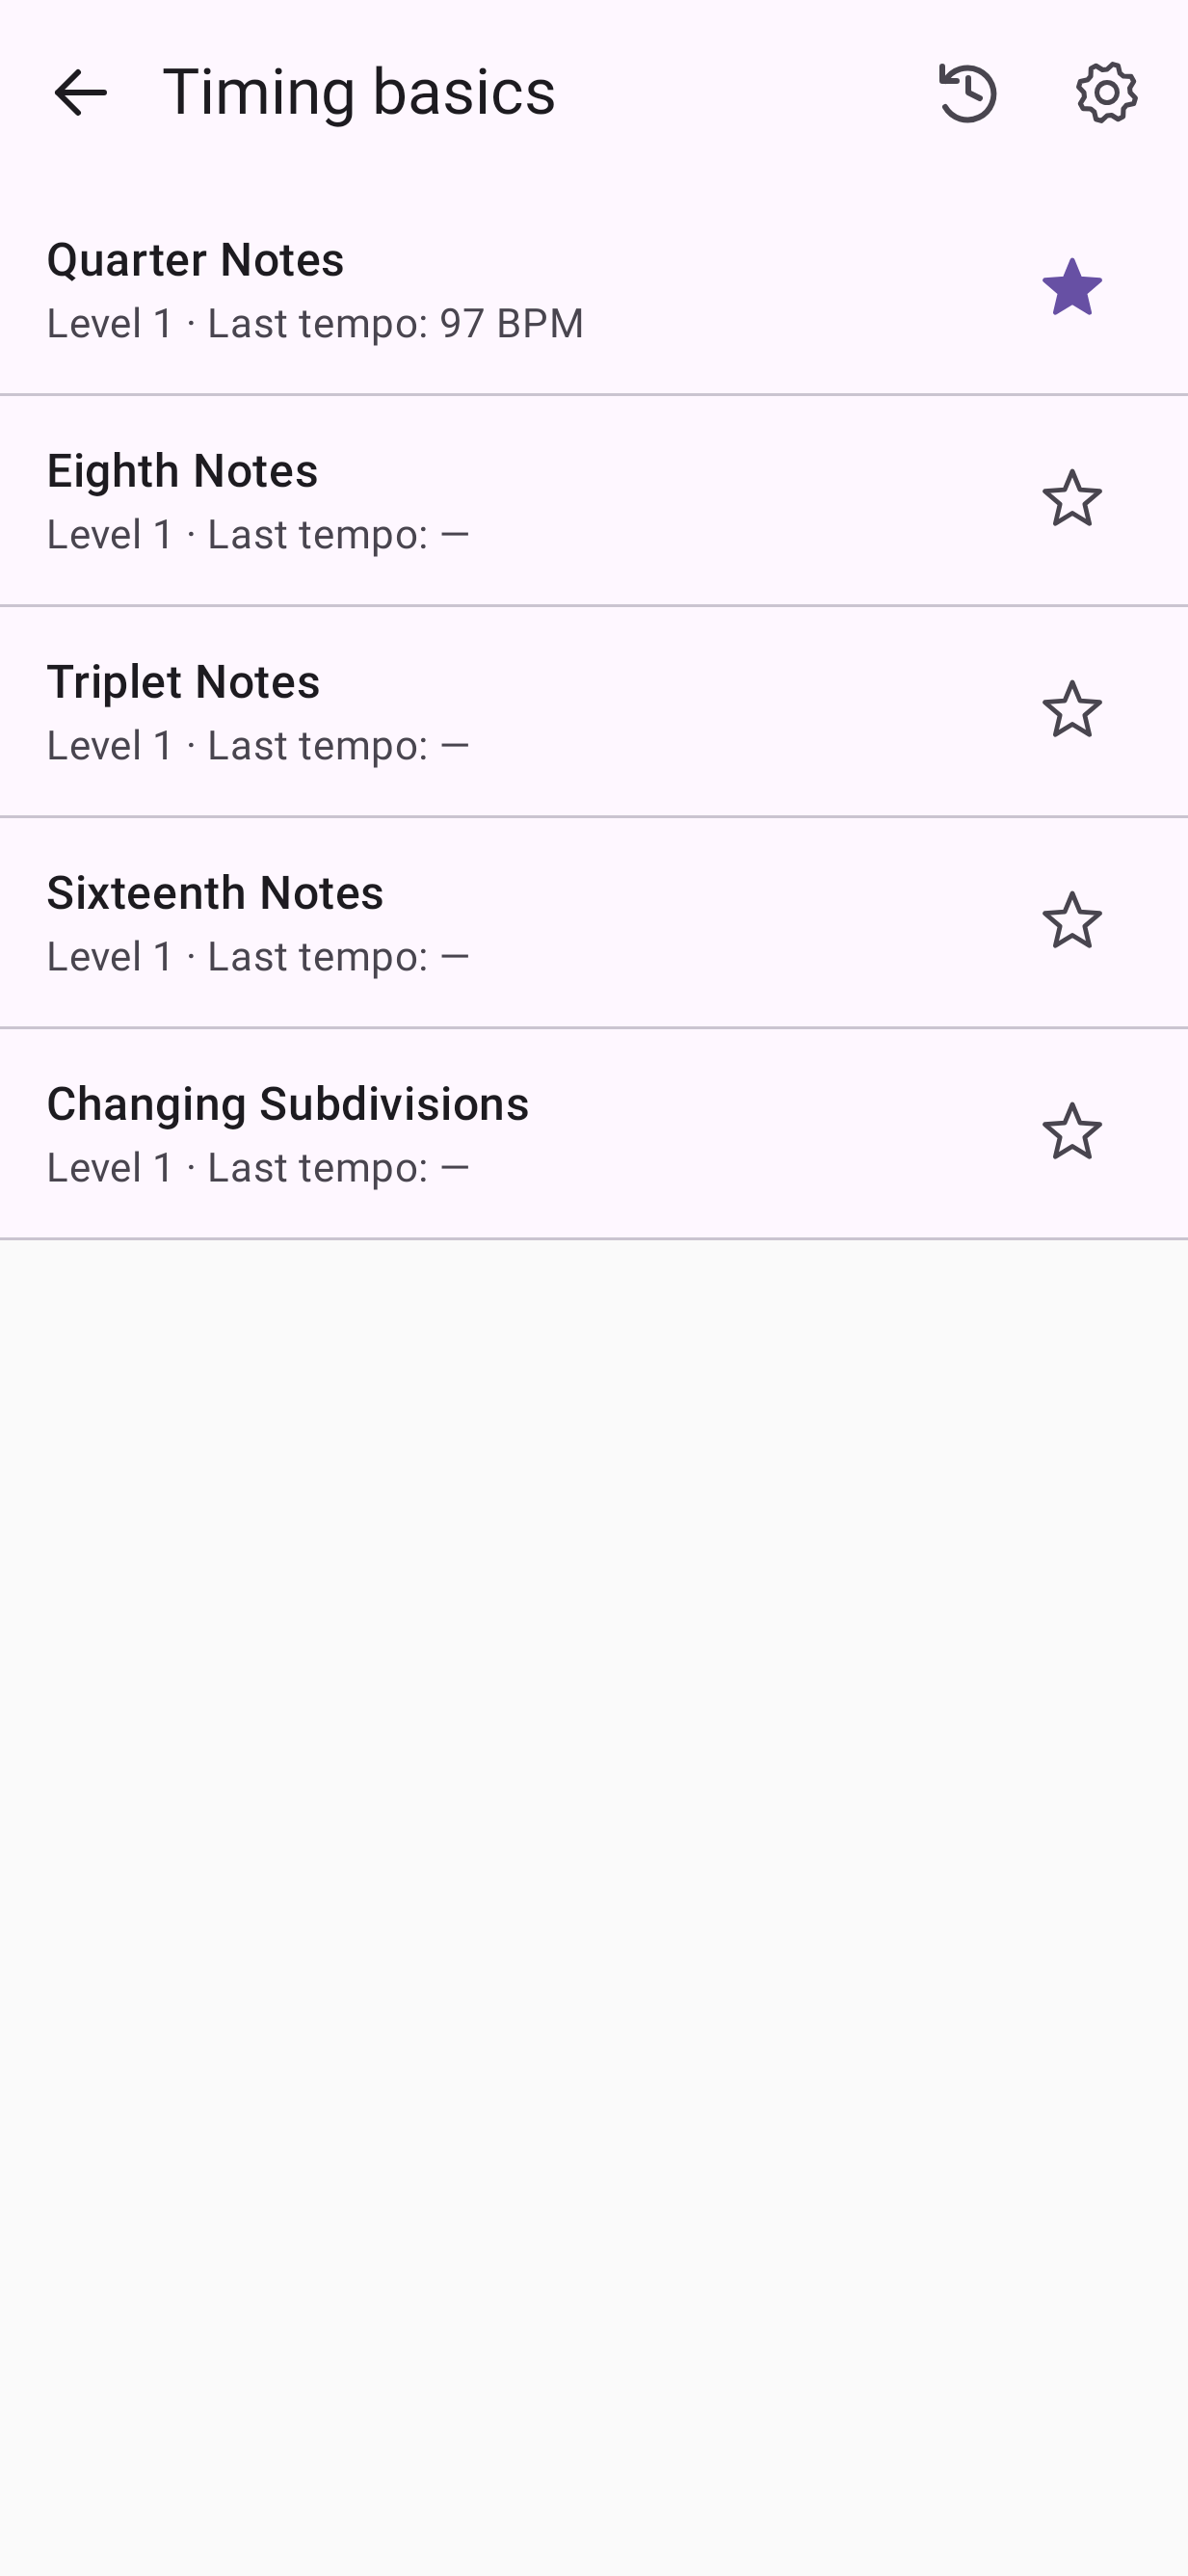 Timing basics
Quarter Notes
Level 1 · Last tempo: 97 BPM
Eighth Notes
Level 1 · Last tempo: —
Triplet Notes
Level 1 · Last tempo: —
Sixteenth Notes
Level 1 · Last tempo: —
Changing Subdivisions
Level 1 · Last tempo: —